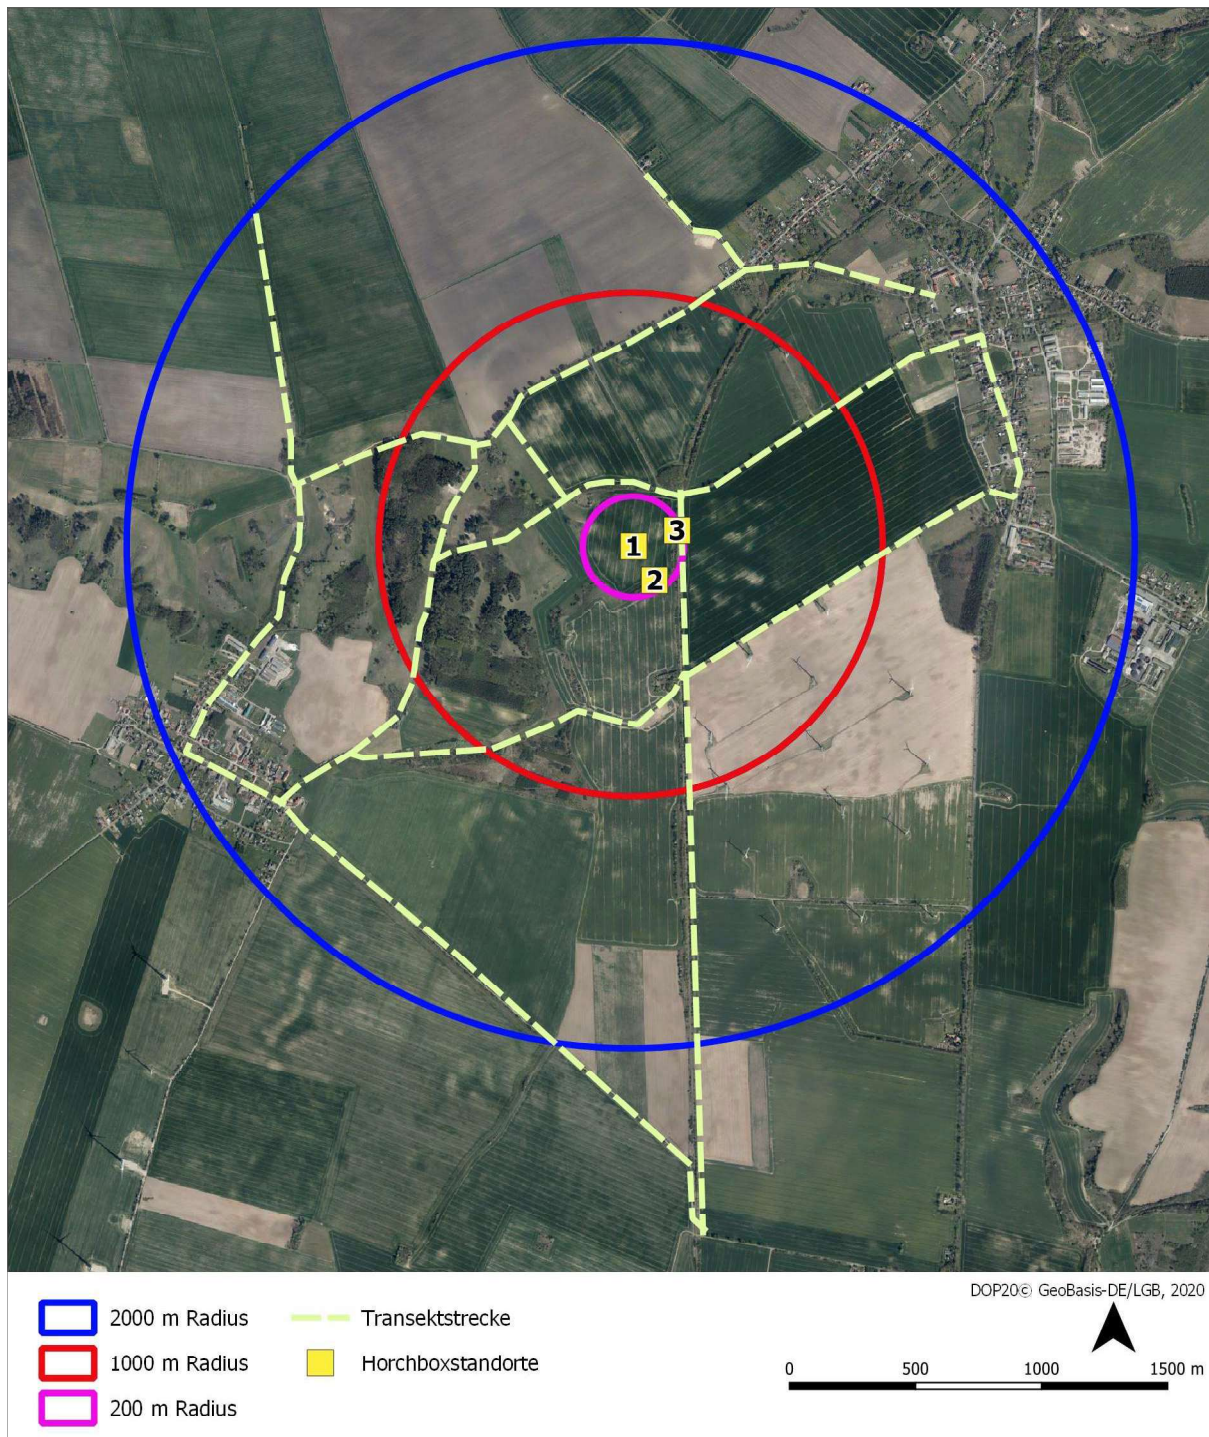 3
1
2
DOP20© GeoBasis-DE/LGB, 2020
2000 m Radius
Transektstrecke
1000 m Radius
Horchboxstandorte
200 m Radius
0 500 1000 1500 m